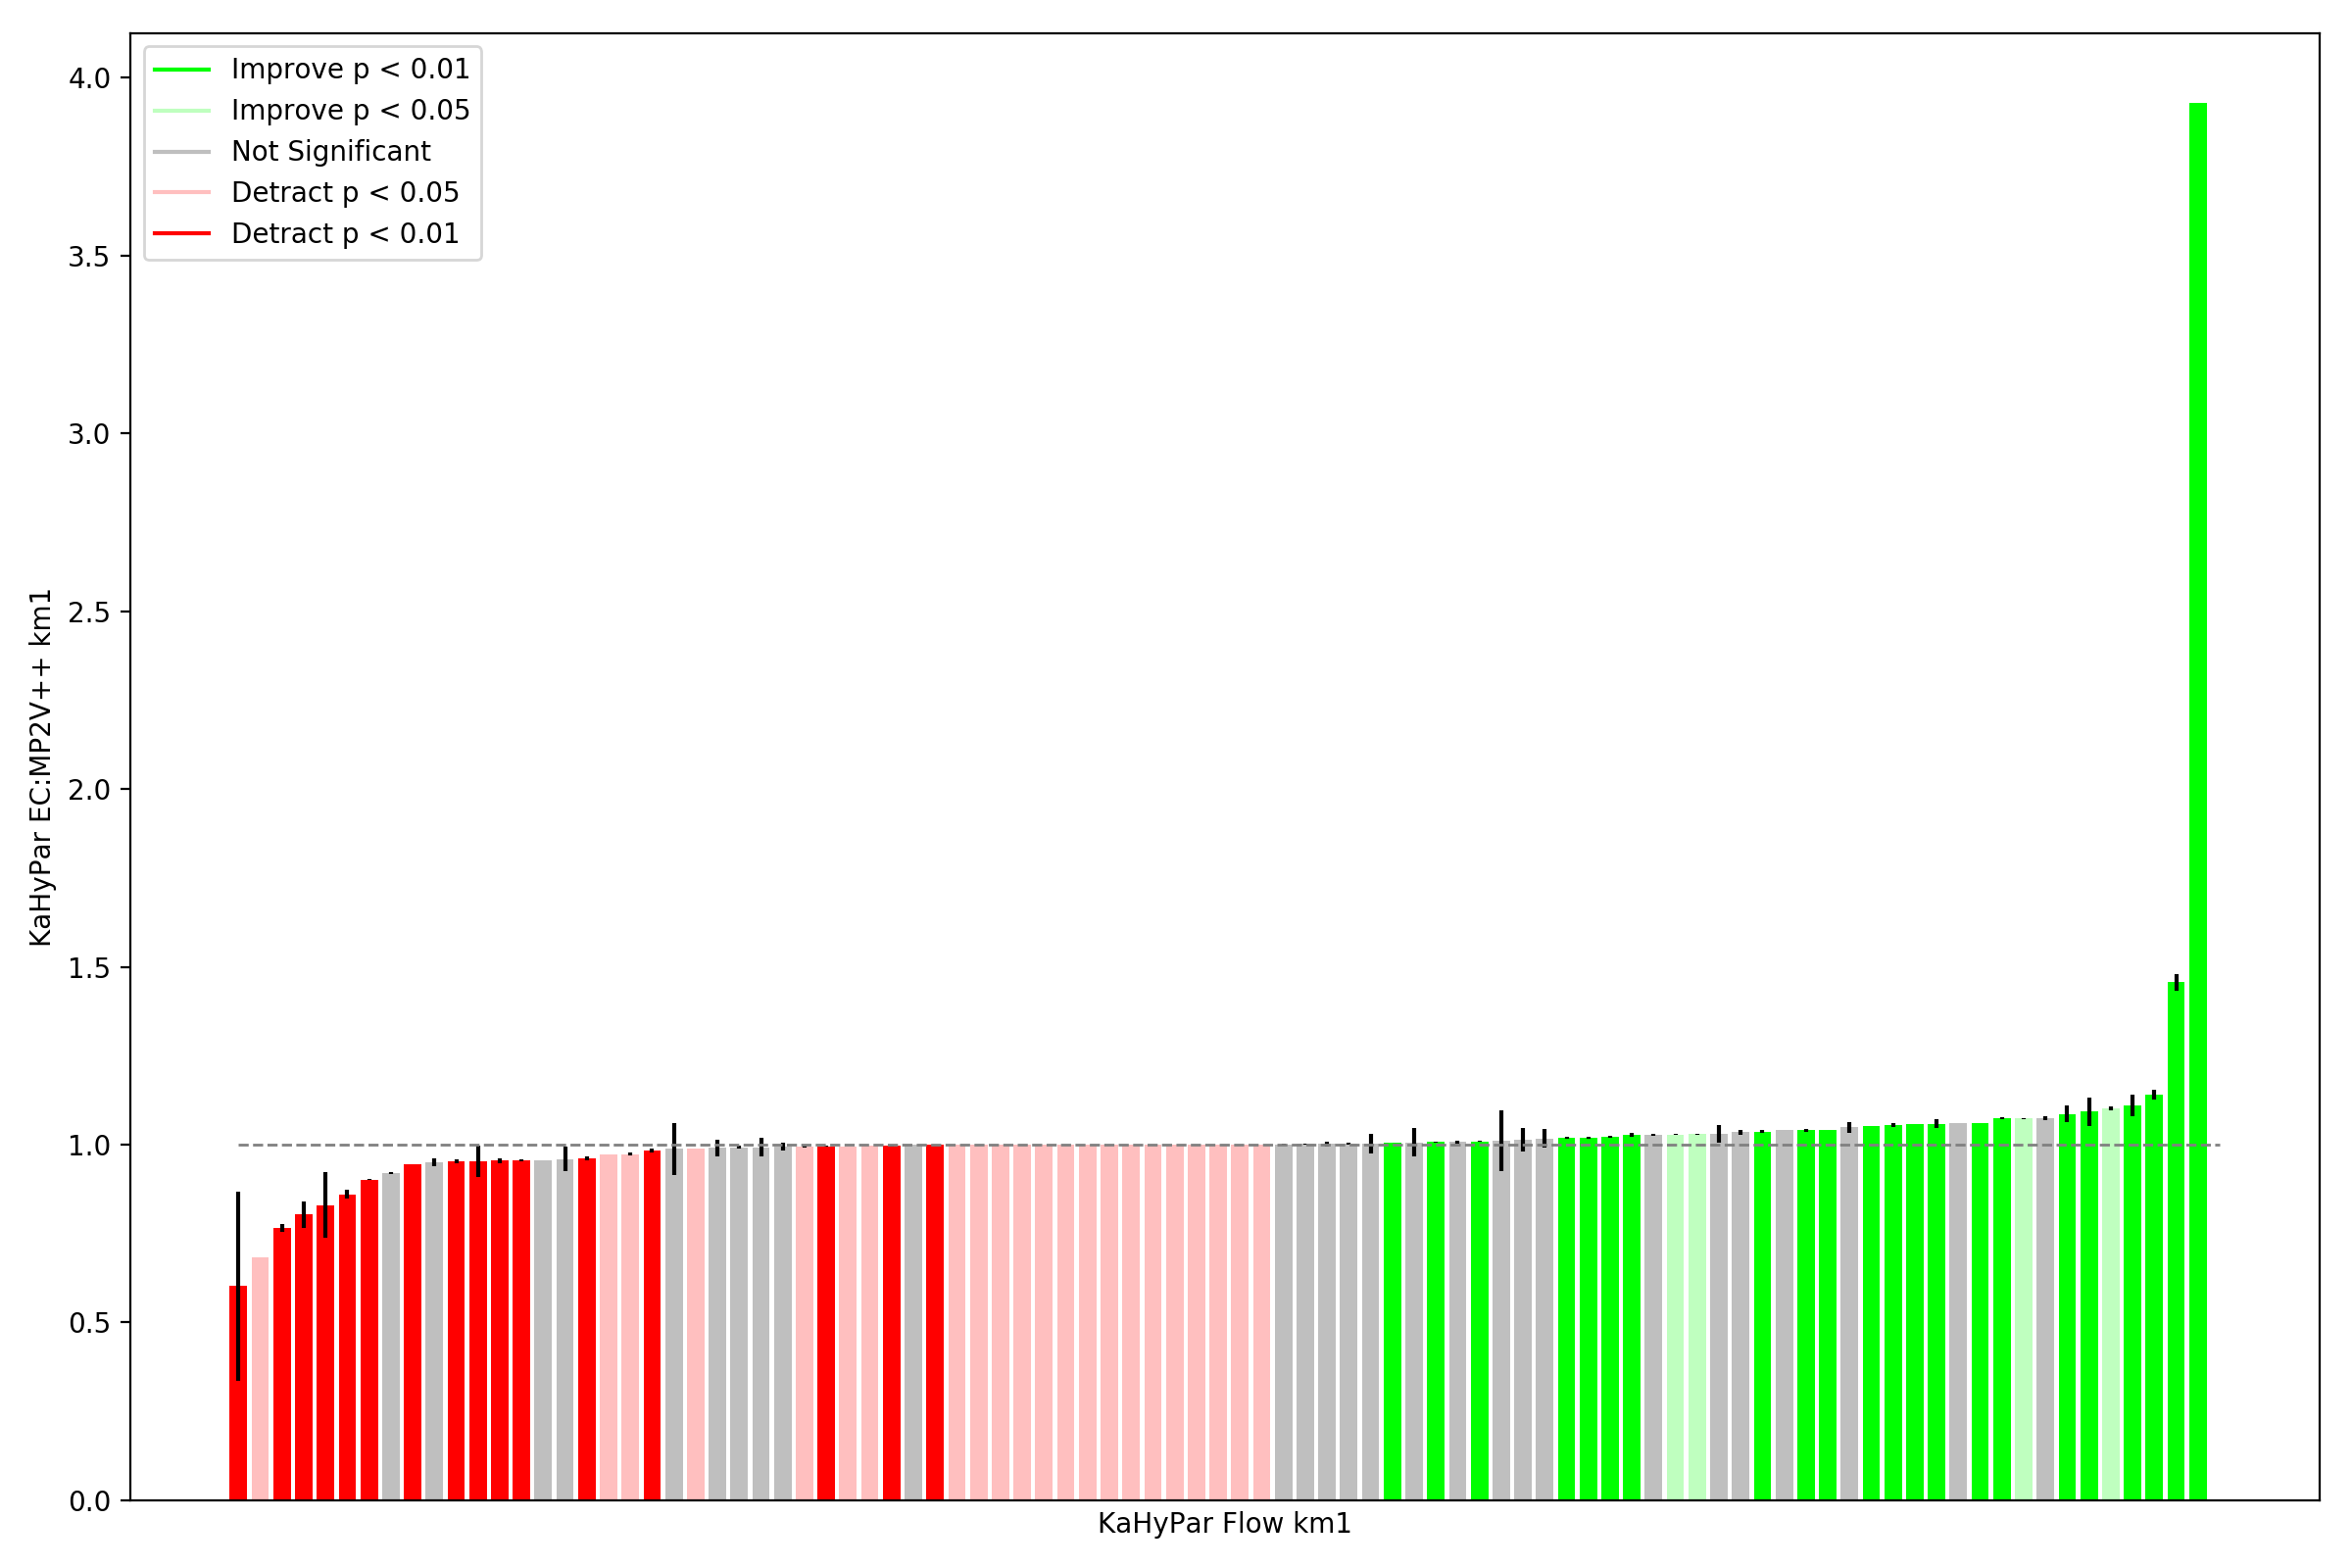 Improve p < 0.01
Improve p < 0.05
Not Significant
Detract p < 0.05
Detract p < 0.01
4.0
3.5
3.0
2.5
2.0
1.5
1.0
0.5
0.0
KaHyPar EC:MP2V++ km1
KaHyPar Flow km1